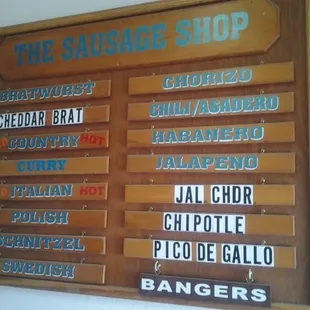 THE SAUSAGE SHOP
BRATWURST
CHEDDAR BRAT
COUNTRY HOT
CURRY
ITALIAN HOT
POLISH
SCHNITZEL
SWEDISH
CHORIZO
CHILI/ASADERO
HABANERO
JALAPENO
JAL CHDR
CHIPOTLE
PICO DE GALLO
BANGERS